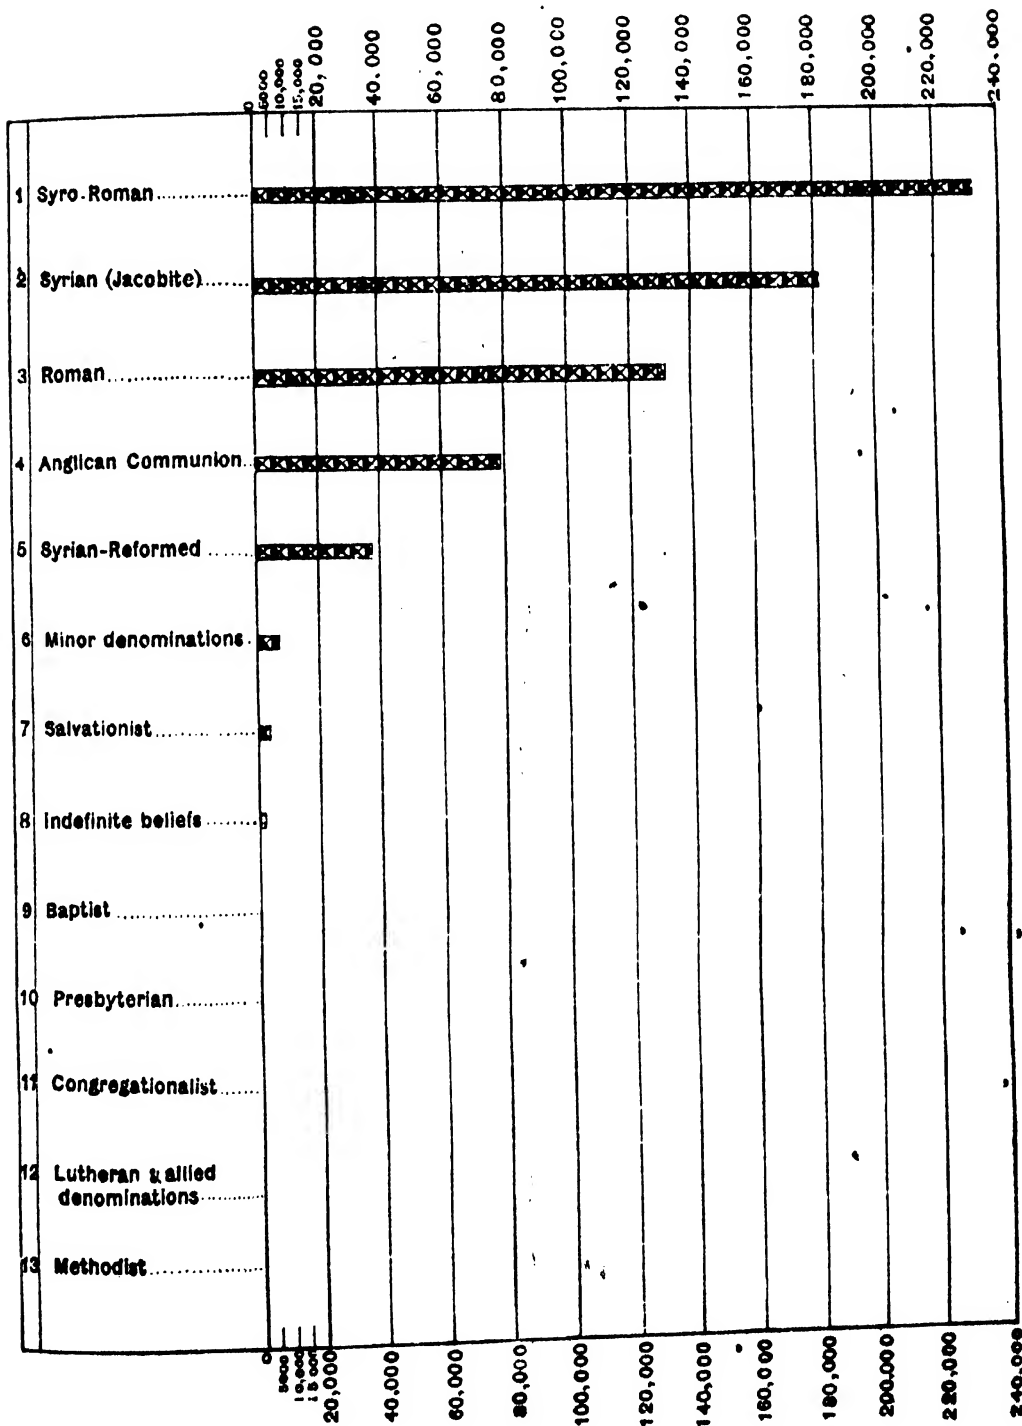 0
5000
10,000
15,000
20,000
40.000
60,000
80,000
100,000
120,000
140,000
160,000
180,000
200.000
220,000
240.000
1 Syro-Roman
2 Syrian (Jacobite)
3 Roman
4 Anglican Communion
5 Syrian-Reformed
6 Minor denominations
7 Salvationist
8 Indefinite beliefs
9 Baptist
10 Presbyterian
11 Congregationalist
12 Lutheran & allied
denominations
13 Methodist
0
5000
10,000
15 000
20,000
40.000
60,000
80,000
100,000
120,000
140,000
160,000
180,000
200.000
220,000
240.000